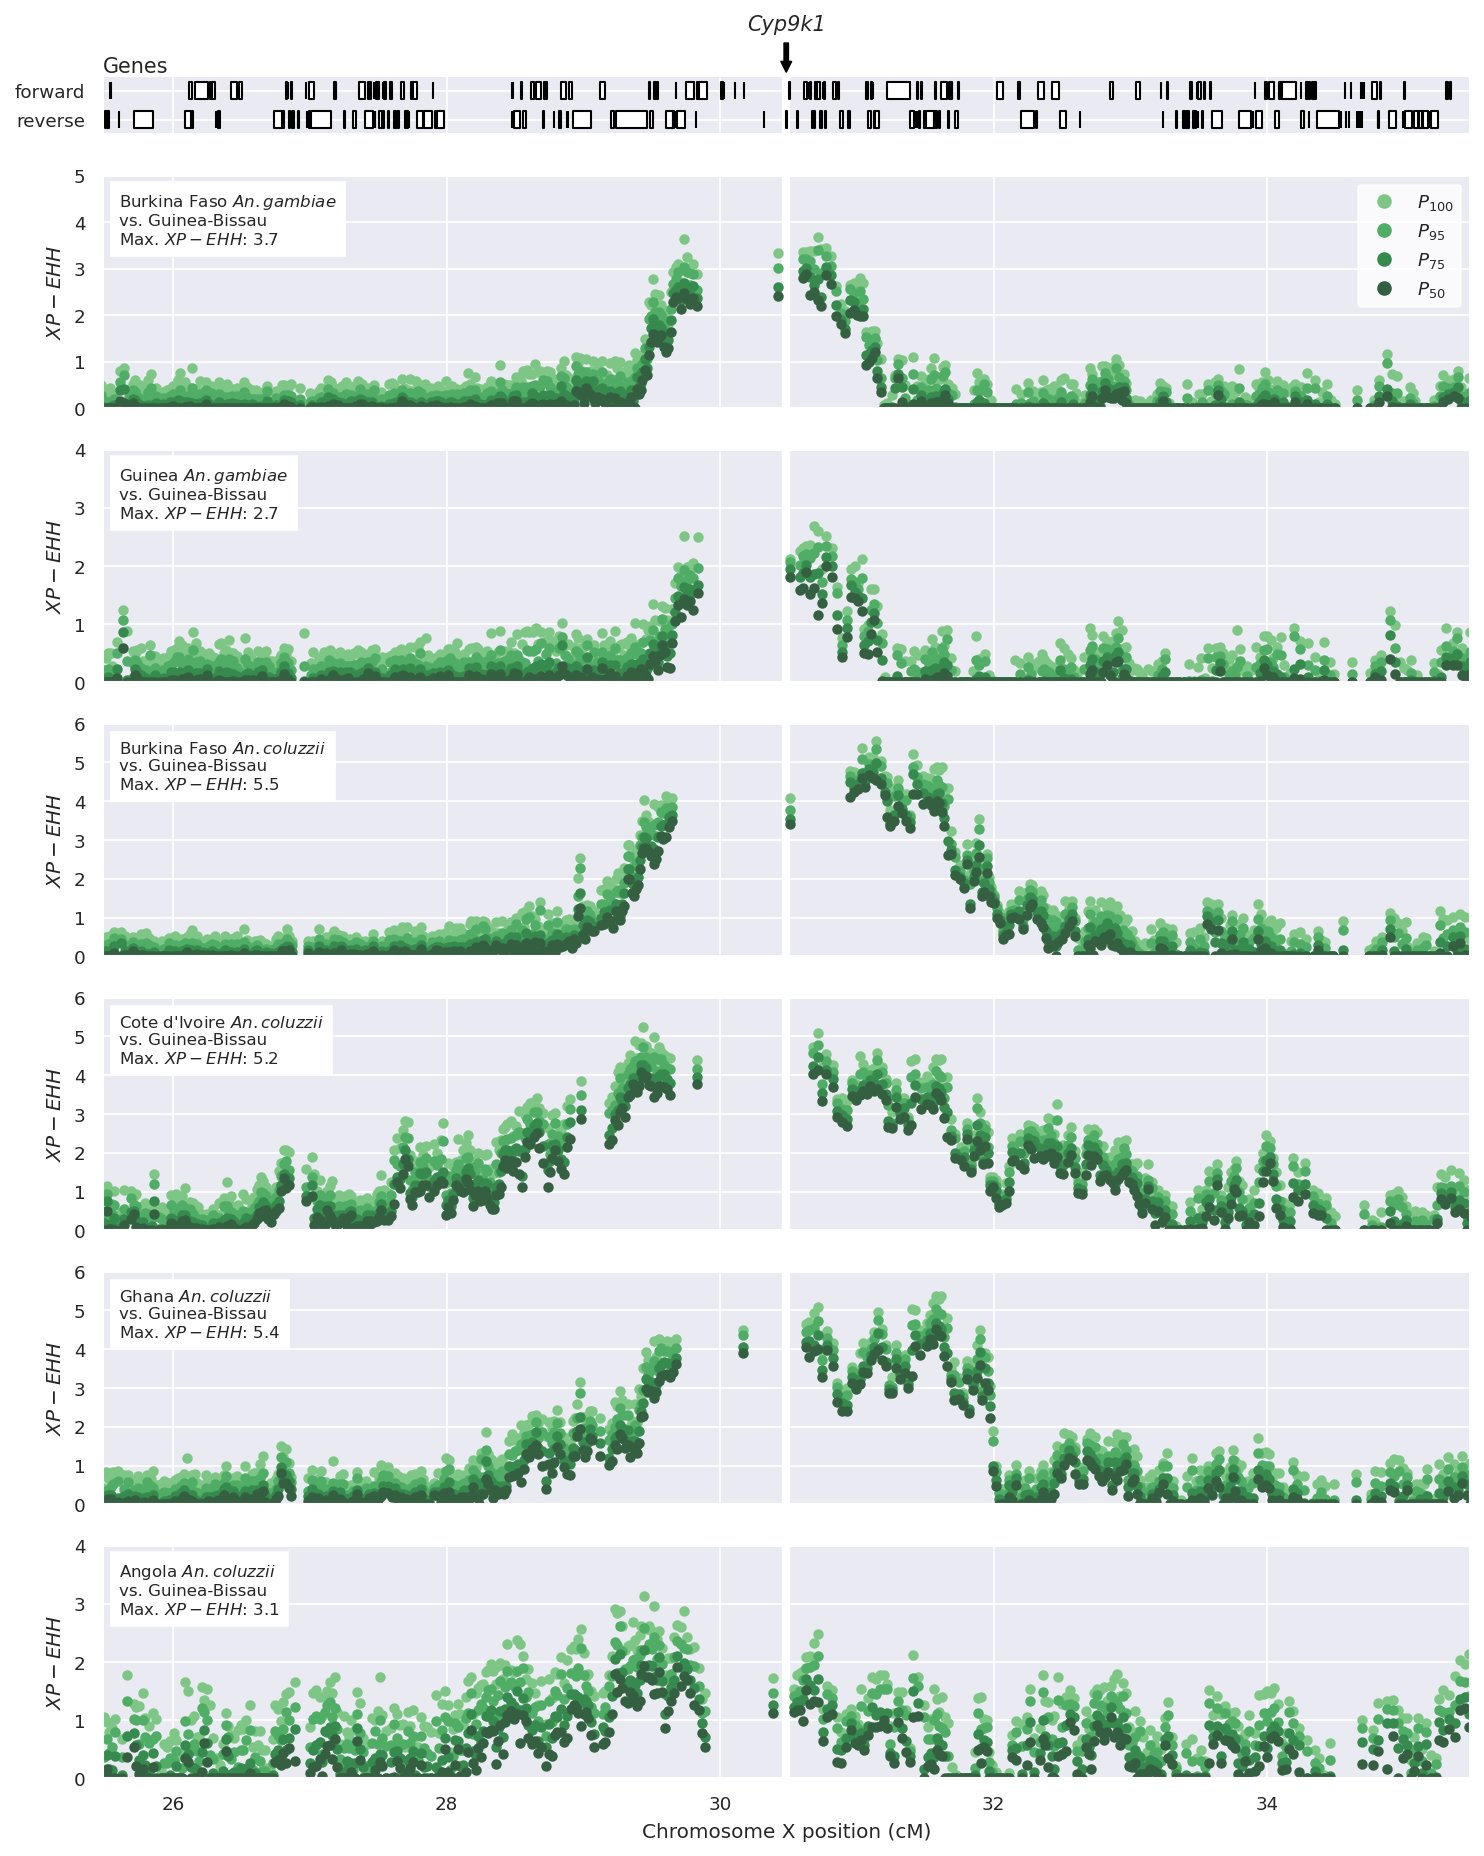 Cyp9k1
Genes
forward
reverse
5
4
3
2
1
0
XP − EHH
Burkina Faso An. gambiae
vs. Guinea-Bissau
Max. XP − EHH: 3.7
P100
P95
P75
P50
4
3
2
1
0
XP − EHH
Guinea An. gambiae
vs. Guinea-Bissau
Max. XP − EHH: 2.7
6
5
4
3
2
1
0
XP − EHH
Burkina Faso An. coluzzii
vs. Guinea-Bissau
Max. XP − EHH: 5.5
6
5
4
3
2
1
0
XP − EHH
Cote d'Ivoire An. coluzzii
vs. Guinea-Bissau
Max. XP − EHH: 5.2
6
5
4
3
2
1
0
XP − EHH
Ghana An. coluzzii
vs. Guinea-Bissau
Max. XP − EHH: 5.4
4
3
2
1
0
XP − EHH
Angola An. coluzzii
vs. Guinea-Bissau
Max. XP − EHH: 3.1
26 28 30 32 34
Chromosome X position (cM)